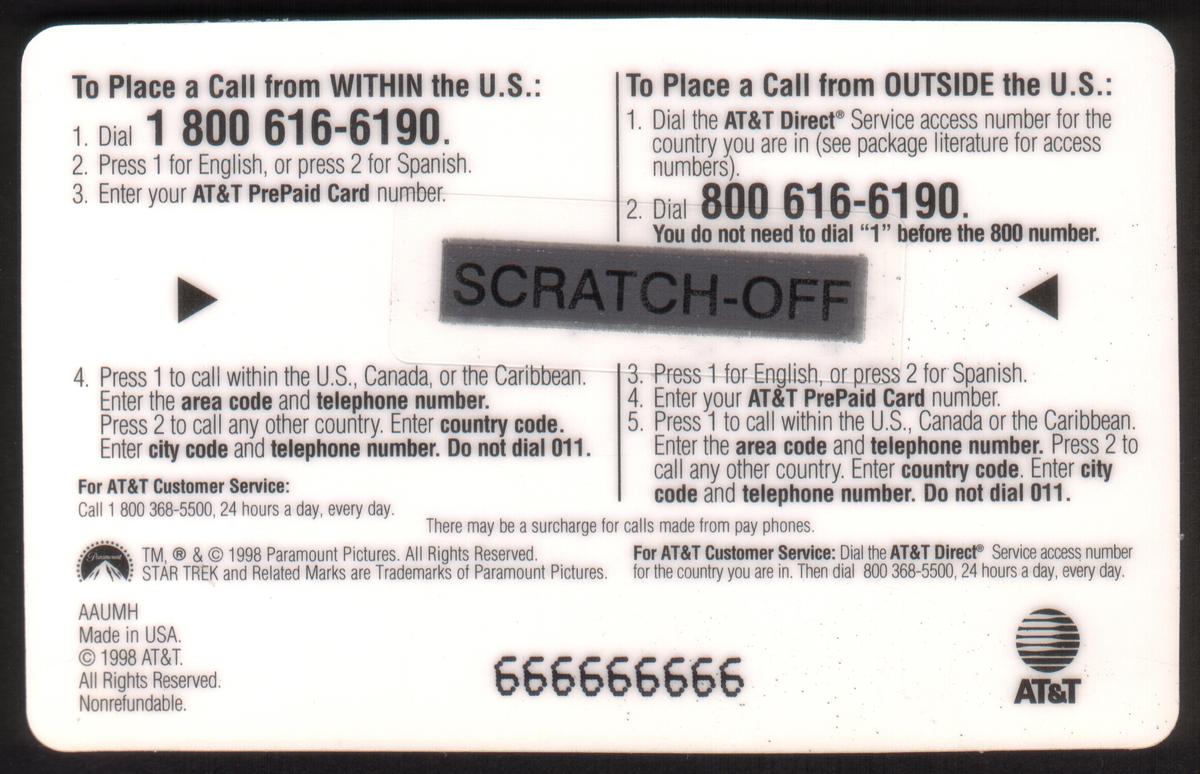 To Place a Call from WITHIN the U.S.:
1. Dial 1 800 616-6190.
2. Press 1 for English, or press 2 for Spanish.
3. Enter your AT&T PrePaid Card number.
To Place a Call from OUTSIDE the U.S.:
1. Dial the AT&T Direct® Service access number for the
country you are in (see package literature for access
numbers).
2. Dial 800 616-6190.
You do not need to dial “1” before the 800 number.
SCRATCH-OFF
4. Press 1 to call within the U.S., Canada, or the Caribbean.
Enter the area code and telephone number.
Press 2 to call any other country. Enter country code.
Enter city code and telephone number. Do not dial 011.
For AT&T Customer Service:
Call 1 800 368-5500, 24 hours a day, every day.
3. Press 1 for English, or press 2 for Spanish.
4. Enter your AT&T PrePaid Card number.
5. Press 1 to call within the U.S., Canada or the Caribbean.
Enter the area code and telephone number. Press 2 to
call any other country. Enter country code. Enter city
code and telephone number. Do not dial 011.
There may be a surcharge for calls made from pay phones.
Paramount
TM, ® & © 1998 Paramount Pictures. All Rights Reserved.
STAR TREK and Related Marks are Trademarks of Paramount Pictures.
For AT&T Customer Service: Dial the AT&T Direct® Service access number
for the country you are in. Then dial 800 368-5500, 24 hours a day, every day.
AAUMH
Made in USA.
© 1998 AT&T.
All Rights Reserved.
Nonrefundable.
666666666
AT&T